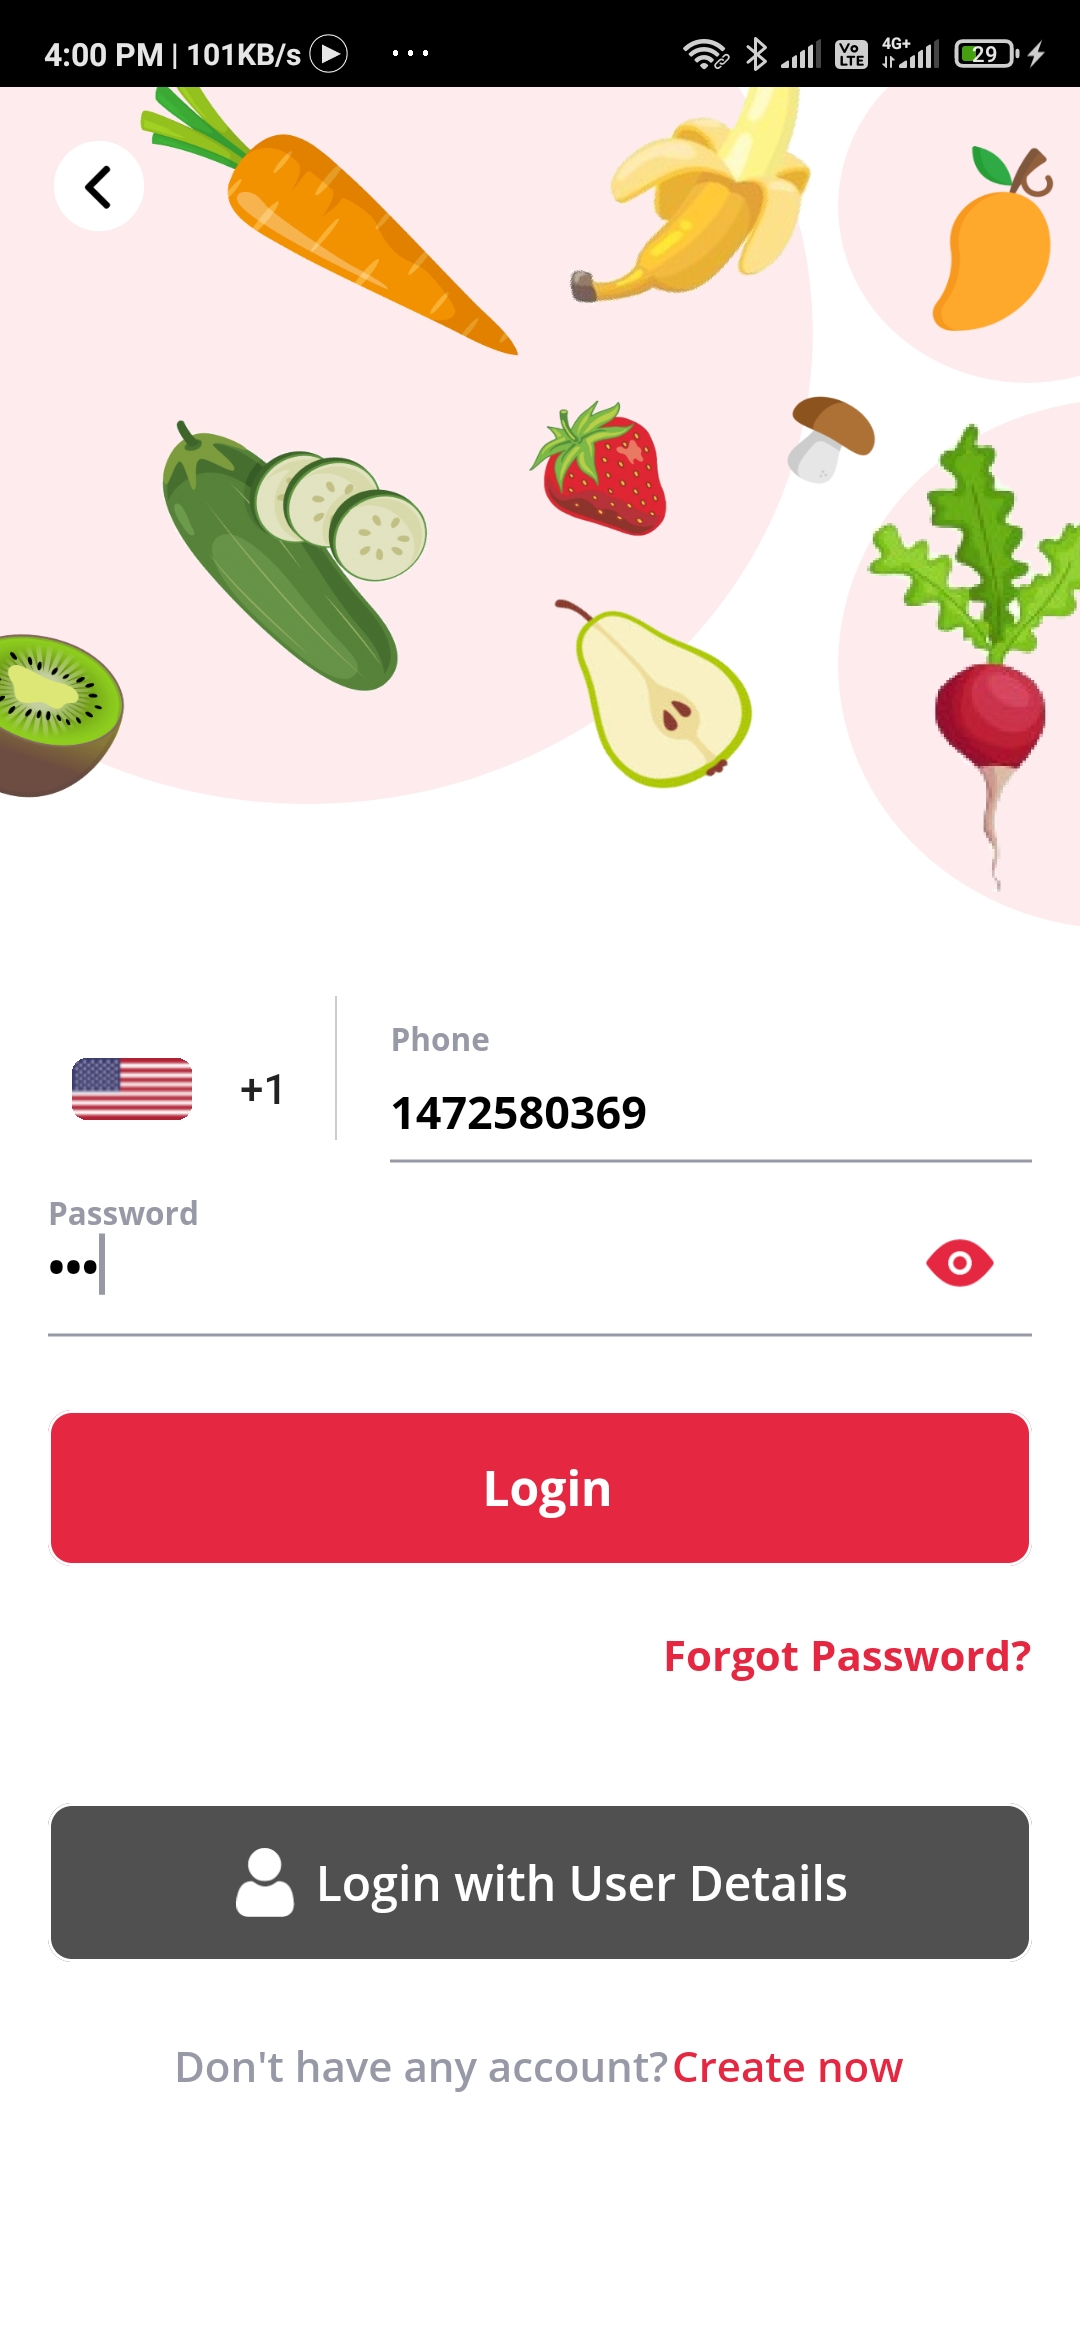 4:00 PM | 101KB/s ...
Vo LTE 4G+ 29
Phone
+1
1472580369
Password
•••
Login
Forgot Password?
Login with User Details
Don't have any account? Create now